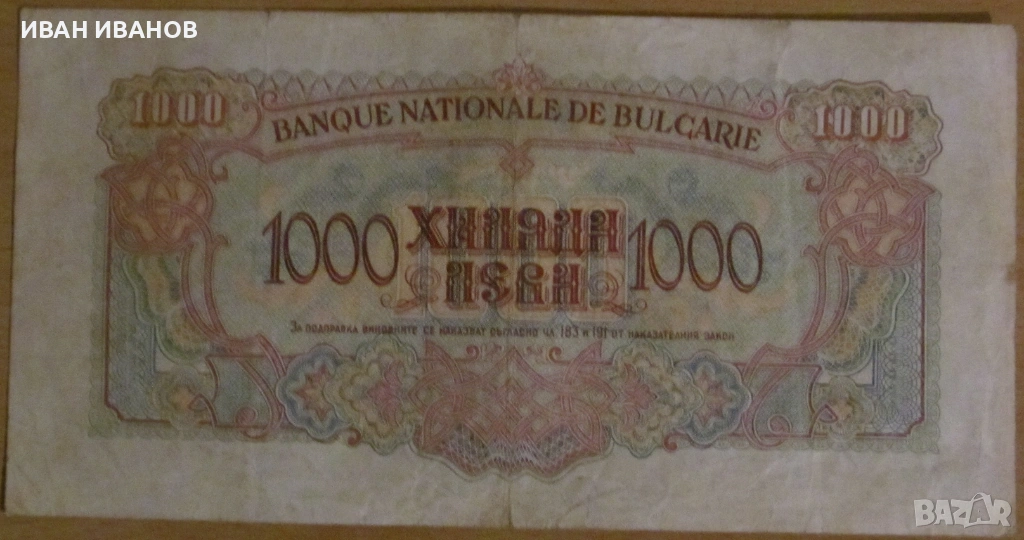 ИВАН ИВАНОВ
1000
1000
BANQUE NATIONALE DE BULGARIE
1000 ХИЛЯДИ 1000
ЛЕВА
За подправка виновните се наказват съгласно чл. 183 и 191 от наказателния закон
BAZAR